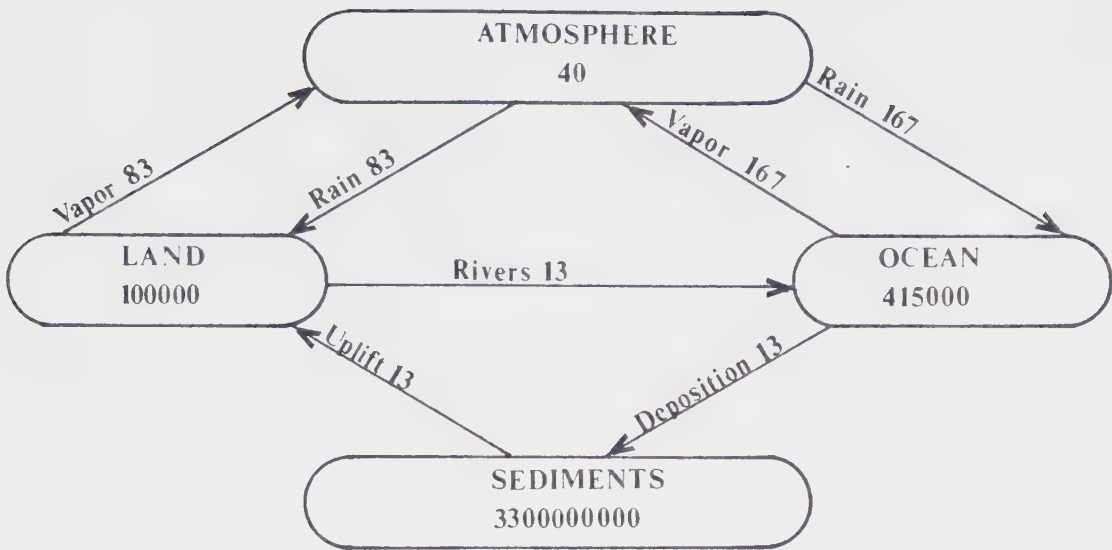 ATMOSPHERE
40
Vapor 83
Rain 83
Vapor 167
Rain 167
LAND
100000
Rivers 13
OCEAN
415000
Uplift 13
Deposition 13
SEDIMENTS
3300000000